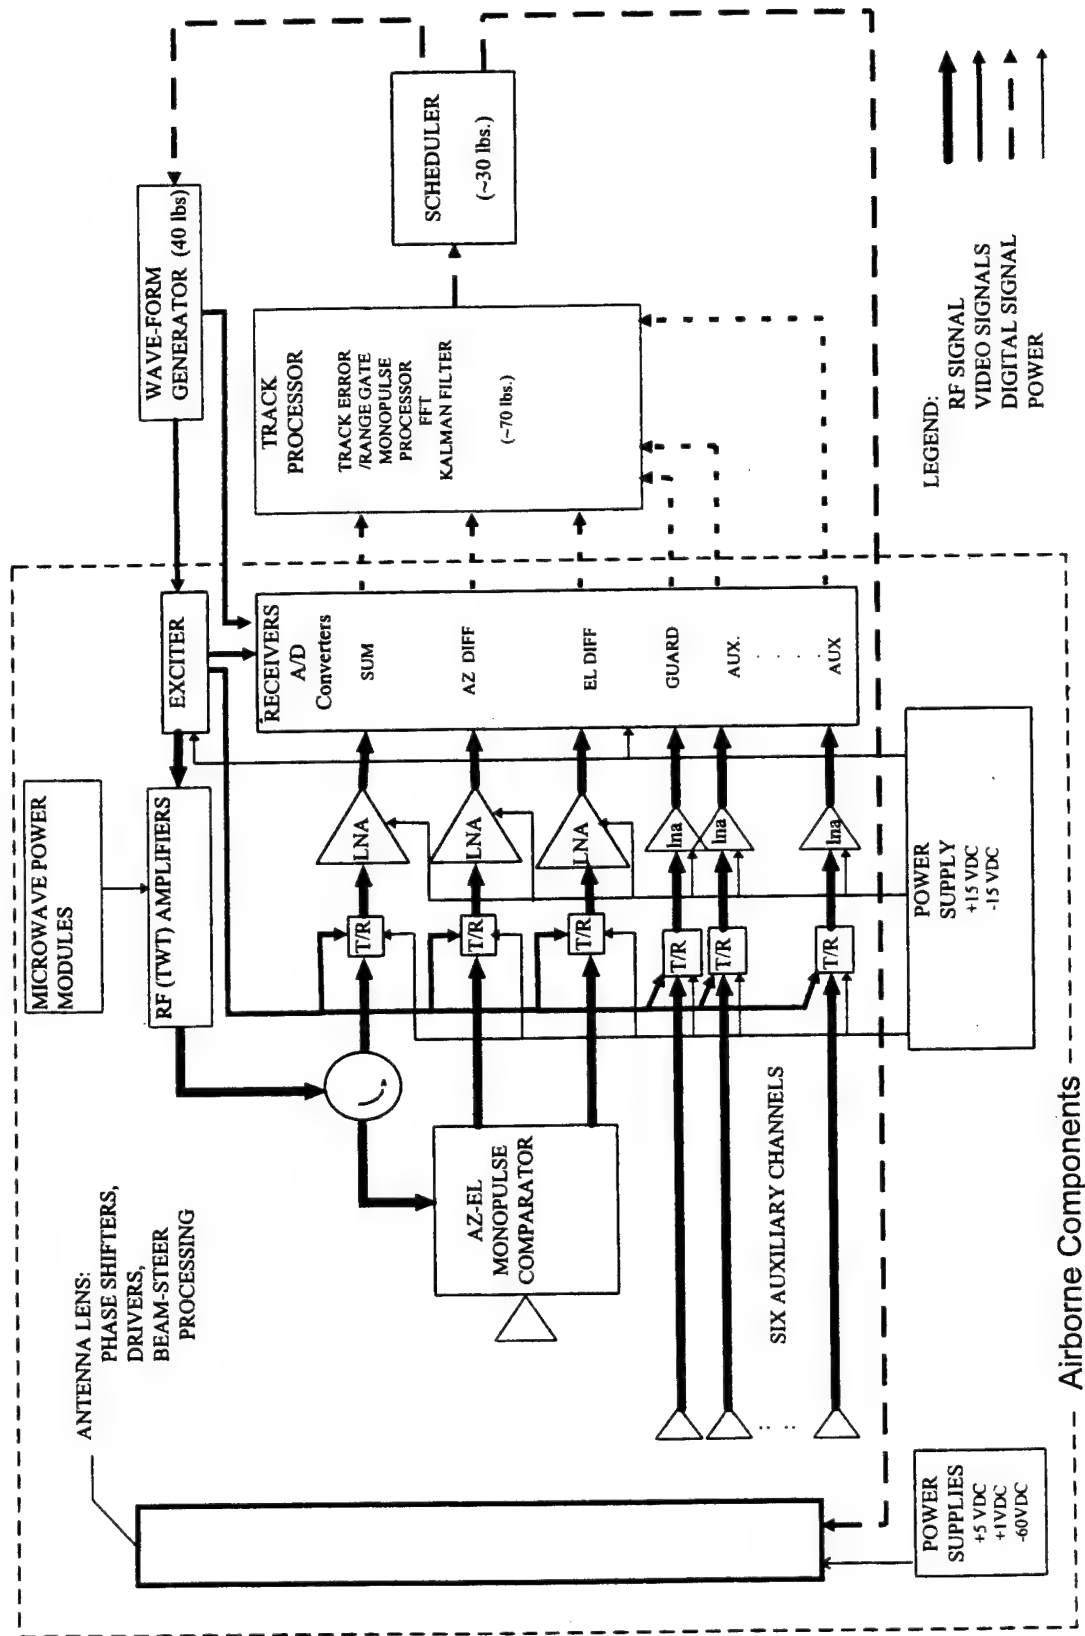 ANTENNA LENS:
PHASE SHIFTERS,
DRIVERS,
BEAM-STEER
PROCESSING
MICROWAVE POWER
MODULES
RF (TWT) AMPLIFIERS
EXCITER
WAVE-FORM
GENERATOR (40 lbs)
AZ-EL
MONOPULSE
COMPARATOR
T/R
LNA
T/R
LNA
T/R
LNA
T/R
lna
T/R
lna
T/R
lna
RECEIVERS
A/D
Converters
SUM
AZ DIFF
EL DIFF
GUARD
AUX.
. . . . .
AUX
TRACK
PROCESSOR
TRACK ERROR
/RANGE GATE
MONOPULSE
PROCESSOR
FFT
KALMAN FILTER
(~70 lbs.)
SCHEDULER
(~30 lbs.)
SIX AUXILIARY CHANNELS
POWER
SUPPLIES
+5 VDC
+1VDC
-60VDC
POWER
SUPPLY
+15 VDC
-15 VDC
LEGEND:
RF SIGNAL
VIDEO SIGNALS
DIGITAL SIGNAL
POWER
Airborne Components